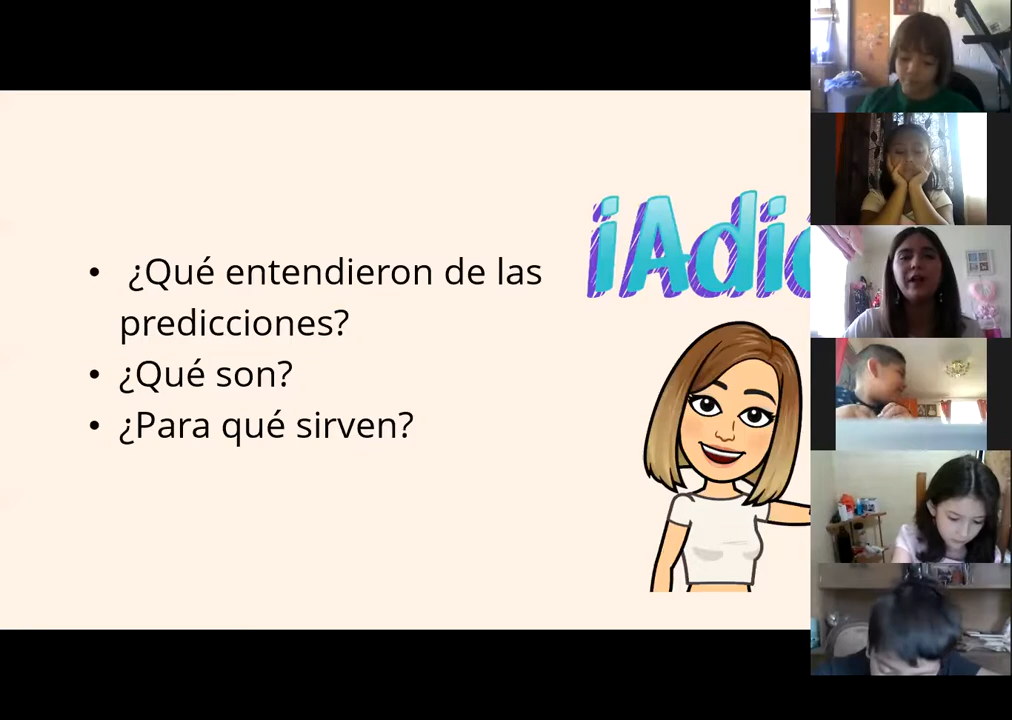 • ¿Qué entendieron de las
predicciones?
• ¿Qué son?
• ¿Para qué sirven?